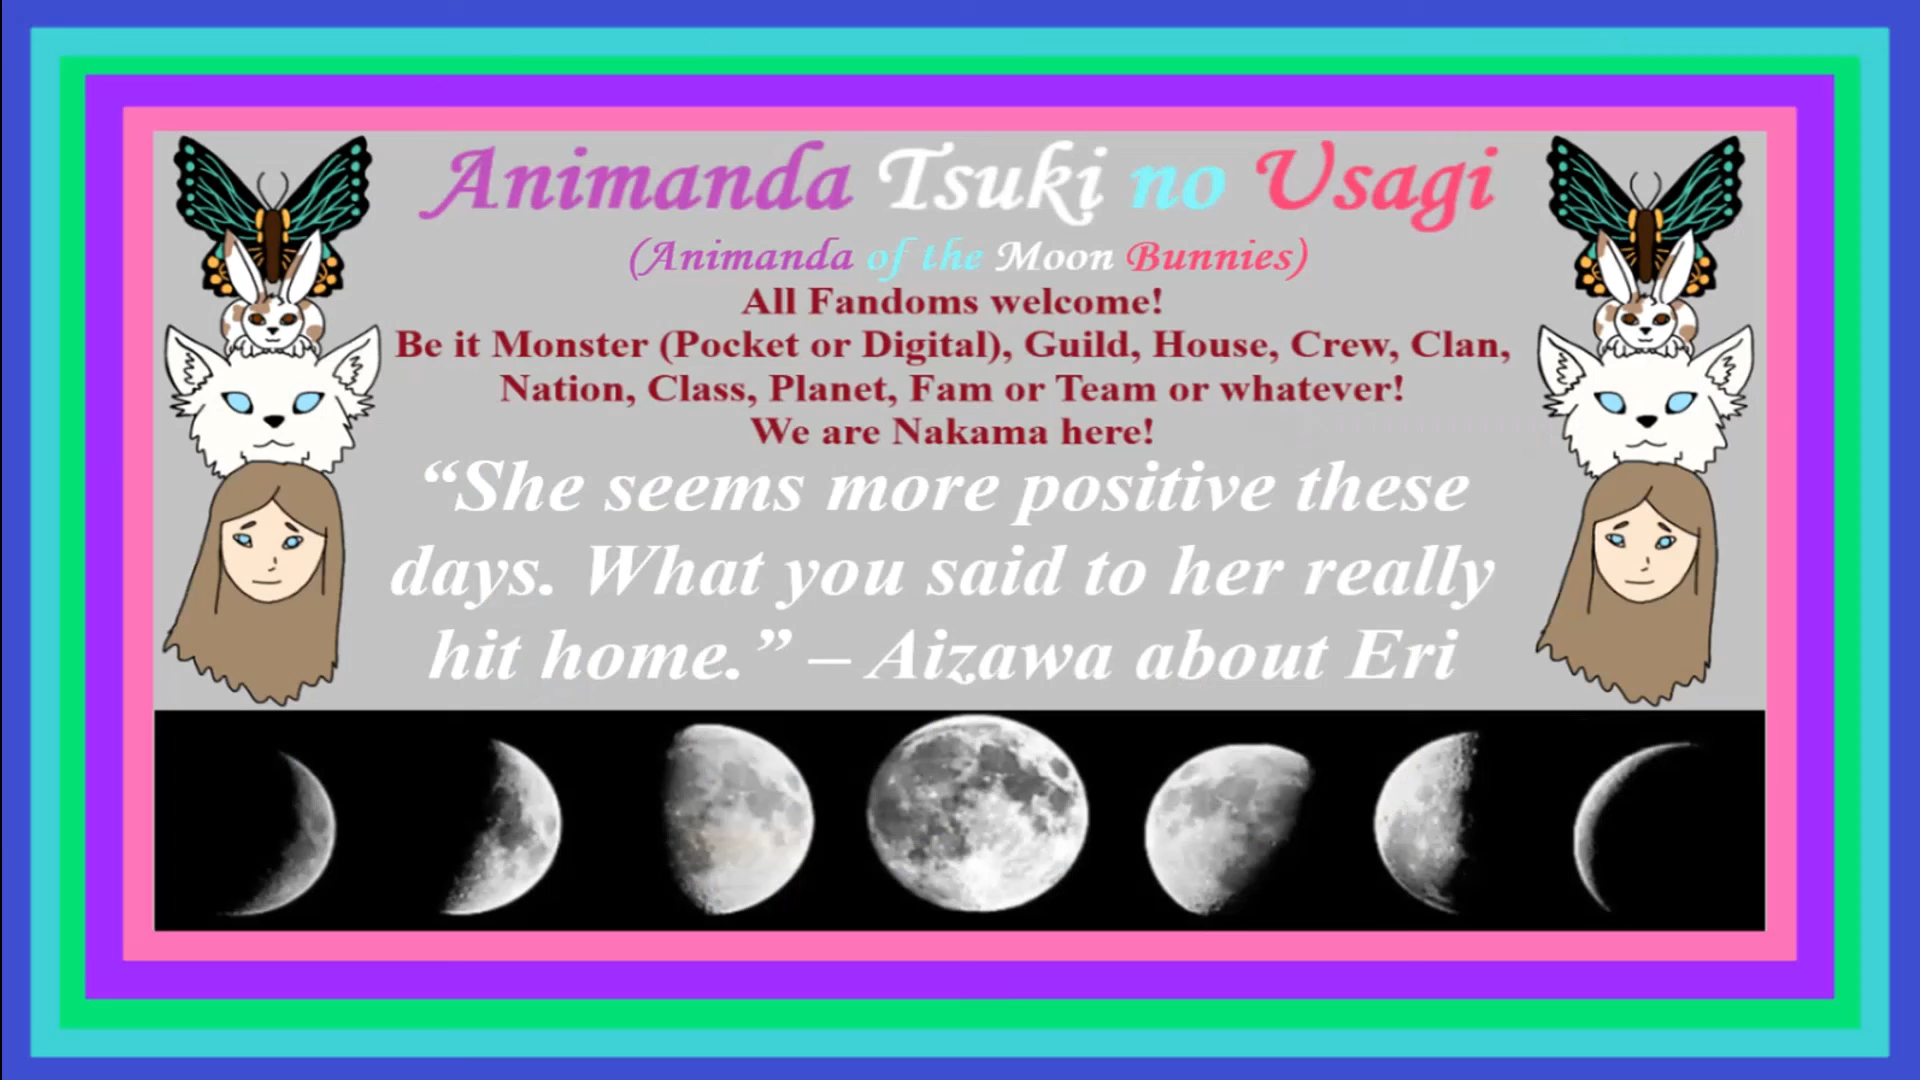 Animanda Tsuki no Usagi
(Animanda of the Moon Bunnies)
All Fandoms welcome!
Be it Monster (Pocket or Digital), Guild, House, Crew, Clan,
Nation, Class, Planet, Fam or Team or whatever!
We are Nakama here!
“She seems more positive these
days. What you said to her really
hit home.” – Aizawa about Eri